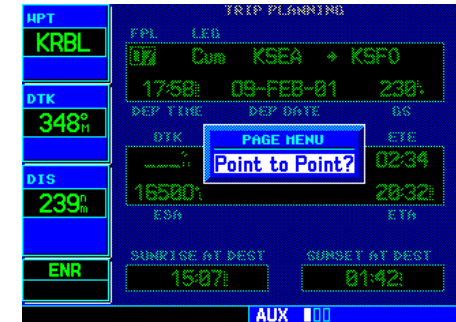 WPT
KRBL
DTK
348°M
DIS
239nm
ENR
TRIP PLANNING
FPL LEG
07 Cum KSEA → KSFO
17:58 09-FEB-01 230
DEP TIME DEP DATE GS
DTK ETE
PAGE MENU
Point to Point?
02:34
16500 20:32
ESA ETA
SUNRISE AT DEST SUNSET AT DEST
15:07 01:42
AUX